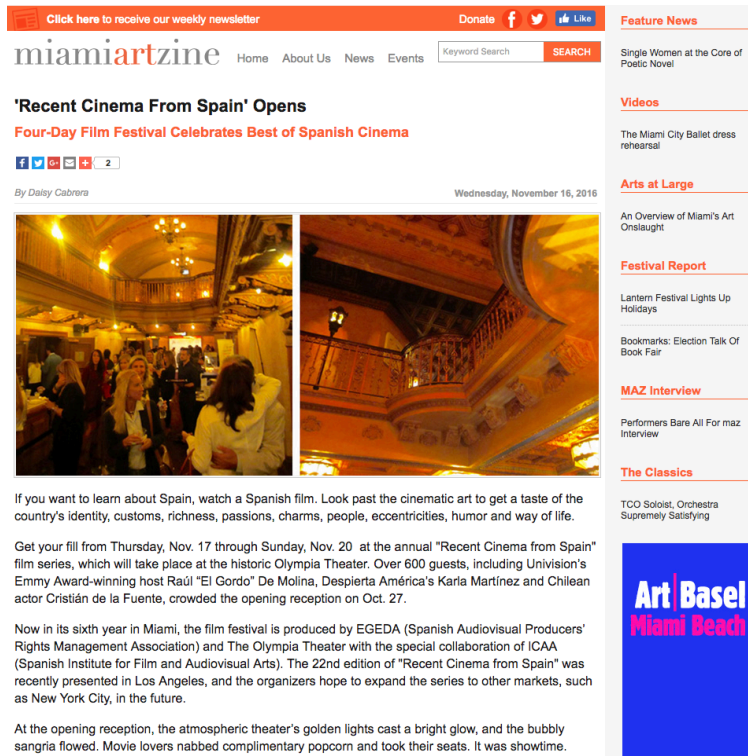 Click here to receive our weekly newsletter
Donate
Like
miamiartzine
Home About Us News Events
Keyword Search
SEARCH
'Recent Cinema From Spain' Opens
Four-Day Film Festival Celebrates Best of Spanish Cinema
2
By Daisy Cabrera
Wednesday, November 16, 2016
If you want to learn about Spain, watch a Spanish film. Look past the cinematic art to get a taste of the
country's identity, customs, richness, passions, charms, people, eccentricities, humor and way of life.
Get your fill from Thursday, Nov. 17 through Sunday, Nov. 20 at the annual "Recent Cinema from Spain"
film series, which will take place at the historic Olympia Theater. Over 600 guests, including Univision's
Emmy Award-winning host Raúl “El Gordo” De Molina, Despierta América's Karla Martínez and Chilean
actor Cristián de la Fuente, crowded the opening reception on Oct. 27.
Now in its sixth year in Miami, the film festival is produced by EGEDA (Spanish Audiovisual Producers’
Rights Management Association) and The Olympia Theater with the special collaboration of ICAA
(Spanish Institute for Film and Audiovisual Arts). The 22nd edition of "Recent Cinema from Spain" was
recently presented in Los Angeles, and the organizers hope to expand the series to other markets, such
as New York City, in the future.
At the opening reception, the atmospheric theater’s golden lights cast a bright glow, and the bubbly
sangria flowed. Movie lovers nabbed complimentary popcorn and took their seats. It was showtime.
Feature News
Single Women at the Core of
Poetic Novel
Videos
The Miami City Ballet dress
rehearsal
Arts at Large
An Overview of Miami's Art
Onslaught
Festival Report
Lantern Festival Lights Up
Holidays
Bookmarks: Election Talk Of
Book Fair
MAZ Interview
Performers Bare All For maz
Interview
The Classics
TCO Soloist, Orchestra
Supremely Satisfying
Art Basel
Miami Beach